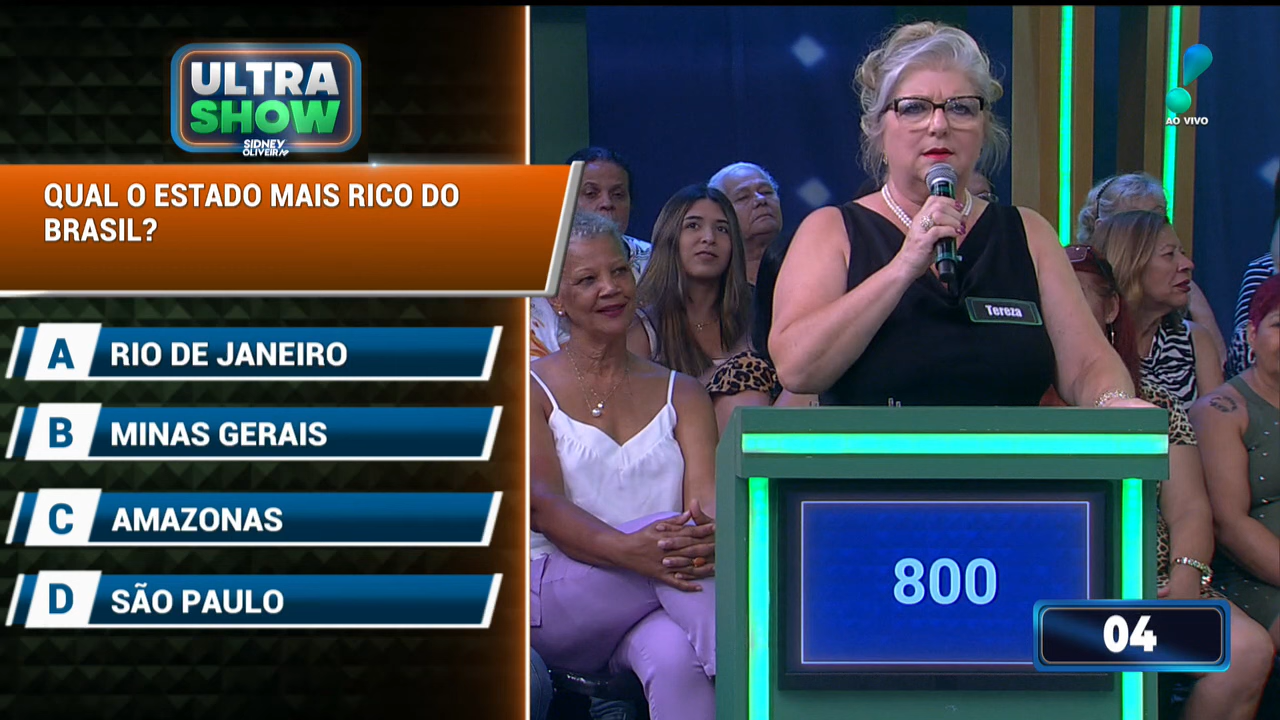 ULTRA
SHOW
SIDNEY
OLIVEIRA
QUAL O ESTADO MAIS RICO DO
BRASIL?
A RIO DE JANEIRO
B MINAS GERAIS
C AMAZONAS
D SÃO PAULO
AO VIVO
Tereza
800
04